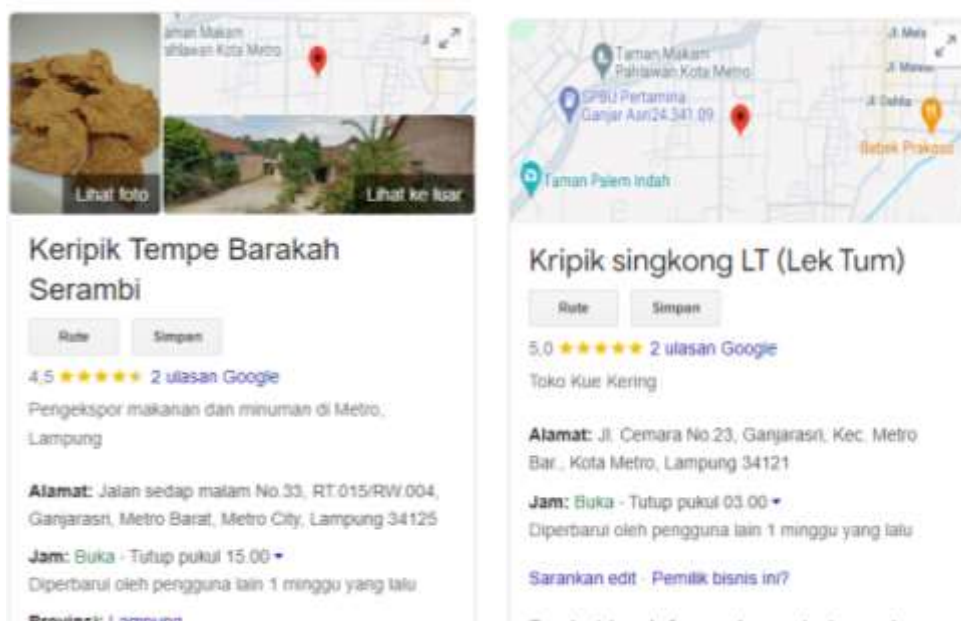 aman Makam
ahlawan Kota Metro
Lihat foto
Lihat ke luar
Keripik Tempe Barakah
Serambi
Rute Simpan
4,5 2 ulasan Google
Pengekspor makanan dan minuman di Metro,
Lampung
Alamat: Jalan sedap malam No.33, RT.015/RW.004,
Ganjarasri, Metro Barat, Metro City, Lampung 34125
Jam: Buka - Tutup pukul 15.00
Diperbarui oleh pengguna lain 1 minggu yang lalu
Provinsi: Lampung
Taman Makam
Pahlawan Kota Metro
SPBU Pertamina
Ganjar Asri24.341.09
Taman Palem Indah
Jl. Mela
Jl. Dahlia
Bebek Prakoso
Kripik singkong LT (Lek Tum)
Rute Simpan
5,0 2 ulasan Google
Toko Kue Kering
Alamat: Jl. Cemara No.23, Ganjarasri, Kec. Metro
Bar., Kota Metro, Lampung 34121
Jam: Buka - Tutup pukul 03.00
Diperbarui oleh pengguna lain 1 minggu yang lalu
Sarankan edit · Pemilik bisnis ini?